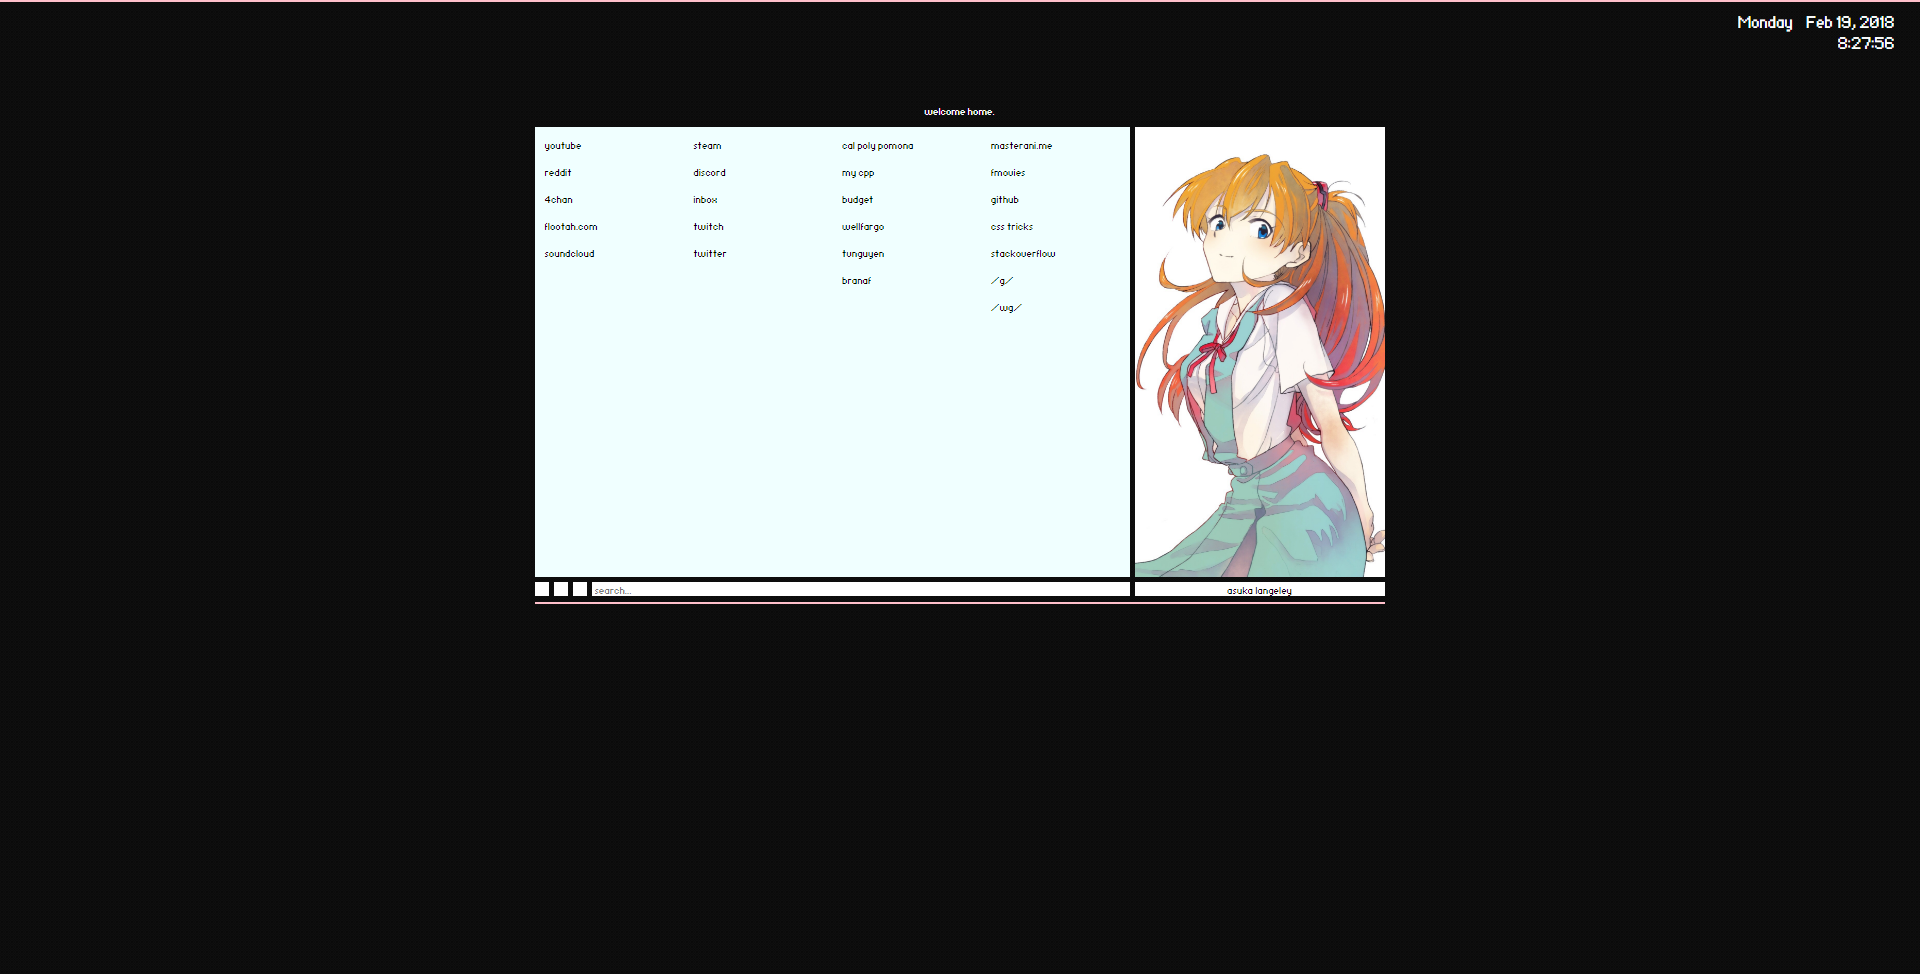 Monday Feb 19, 2018
8:27:56
welcome home.
youtube steam cal poly pomona masterani.me
reddit discord my cpp fmovies
4chan inbox budget github
flootah.com twitch wellfargo css tricks
soundcloud twitter tunguyen stackoverflow
branaf /g/
/wg/
search... asuka langeley